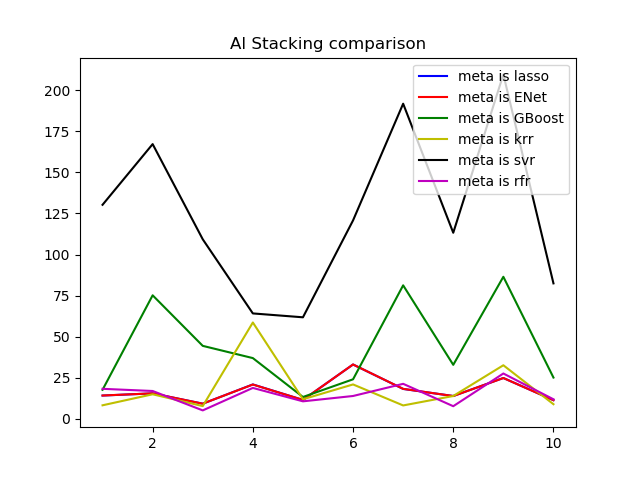 Al Stacking comparison
meta is lasso
meta is ENet
meta is GBoost
meta is krr
meta is svr
meta is rfr
200
175
150
125
100
75
50
25
0
2 4 6 8 10